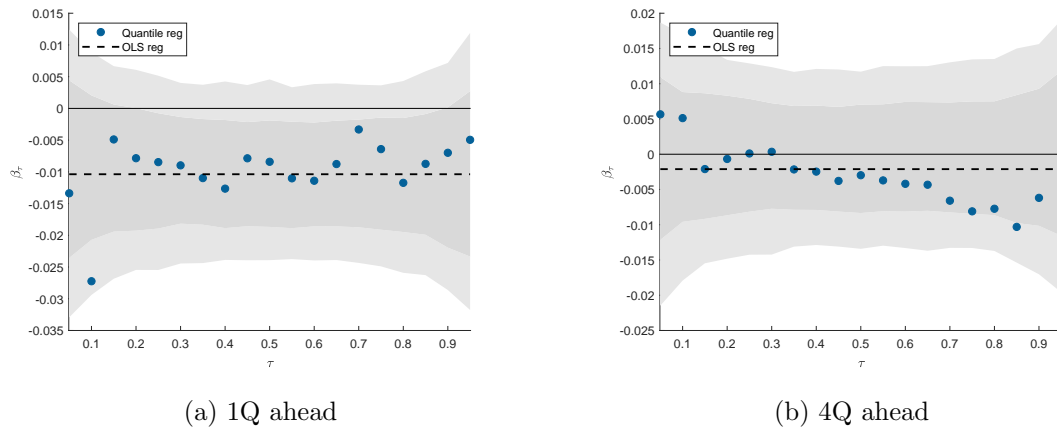 0.015
0.01
0.005
0
-0.005
-0.01
-0.015
-0.02
-0.025
-0.03
-0.035
βτ
Quantile reg
OLS reg
0.1 0.2 0.3 0.4 0.5 0.6 0.7 0.8 0.9
τ
(a) 1Q ahead
0.02
0.015
0.01
0.005
0
-0.005
-0.01
-0.015
-0.02
-0.025
βτ
Quantile reg
OLS reg
0.1 0.2 0.3 0.4 0.5 0.6 0.7 0.8 0.9
τ
(b) 4Q ahead